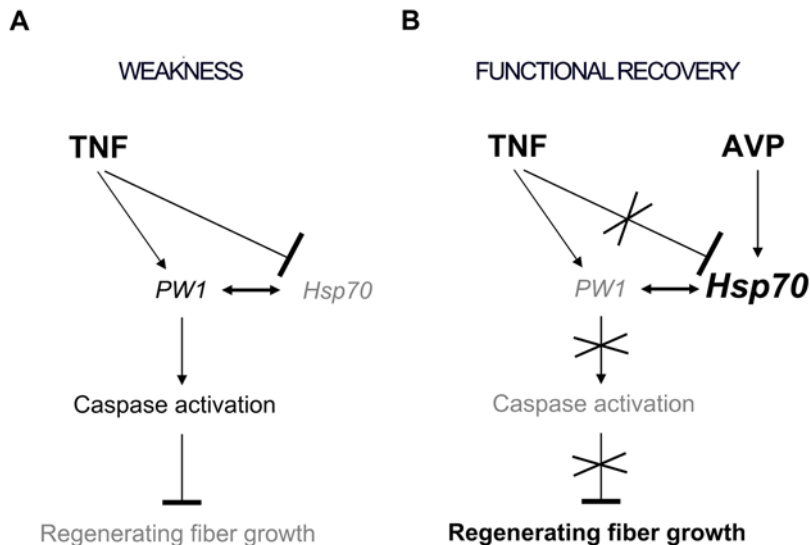 A
WEAKNESS
TNF
PW1
Hsp70
Caspase activation
Regenerating fiber growth
B
FUNCTIONAL RECOVERY
TNF
AVP
PW1
Hsp70
Caspase activation
Regenerating fiber growth